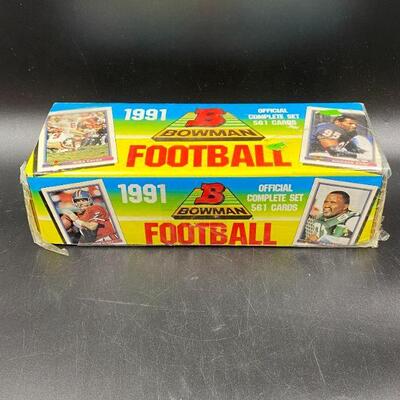 1991
B
BOWMAN
FOOTBALL
OFFICIAL
COMPLETE SET
561 CARDS
1991
B
BOWMAN
FOOTBALL
OFFICIAL
COMPLETE SET
561 CARDS